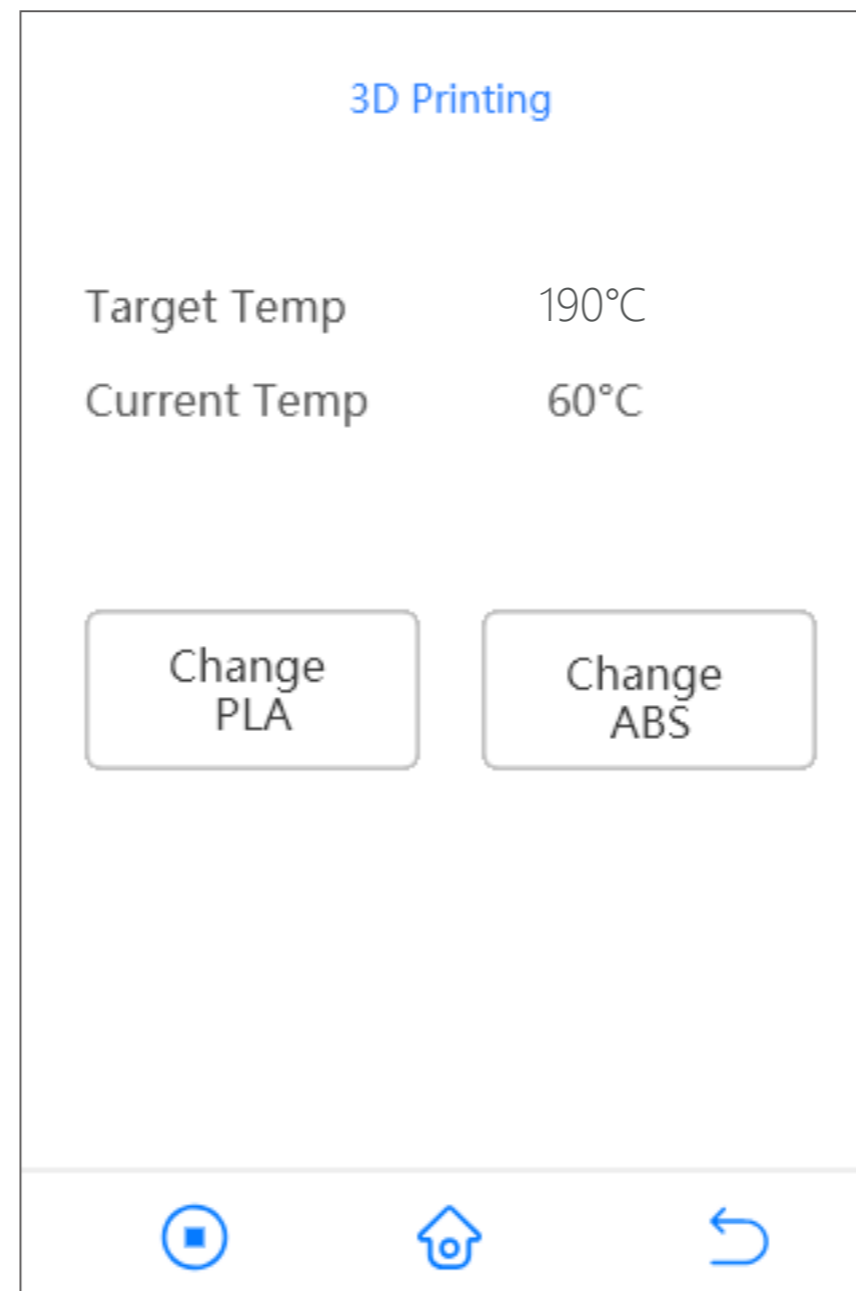 3D Printing
Target Temp 190°C
Current Temp 60°C
Change
PLA
Change
ABS